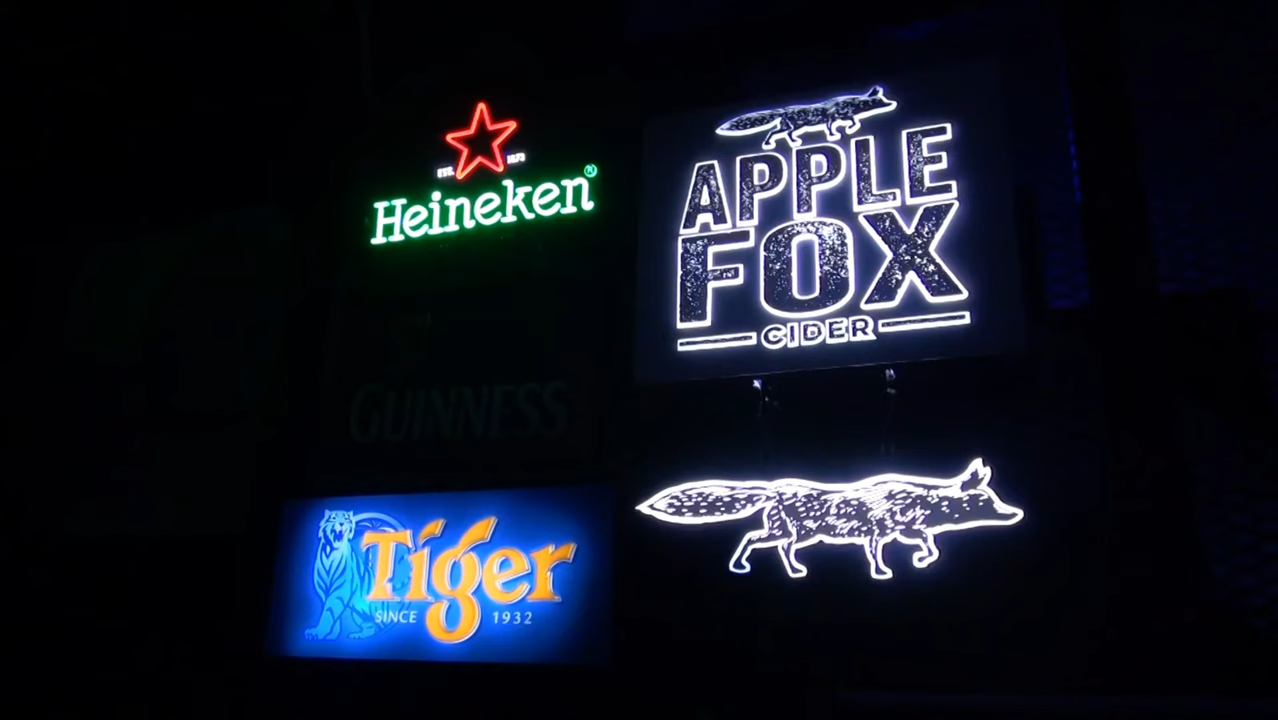 EST. 1873
Heineken®
GUINNESS
Tiger
SINCE 1932
APPLE
FOX
CIDER